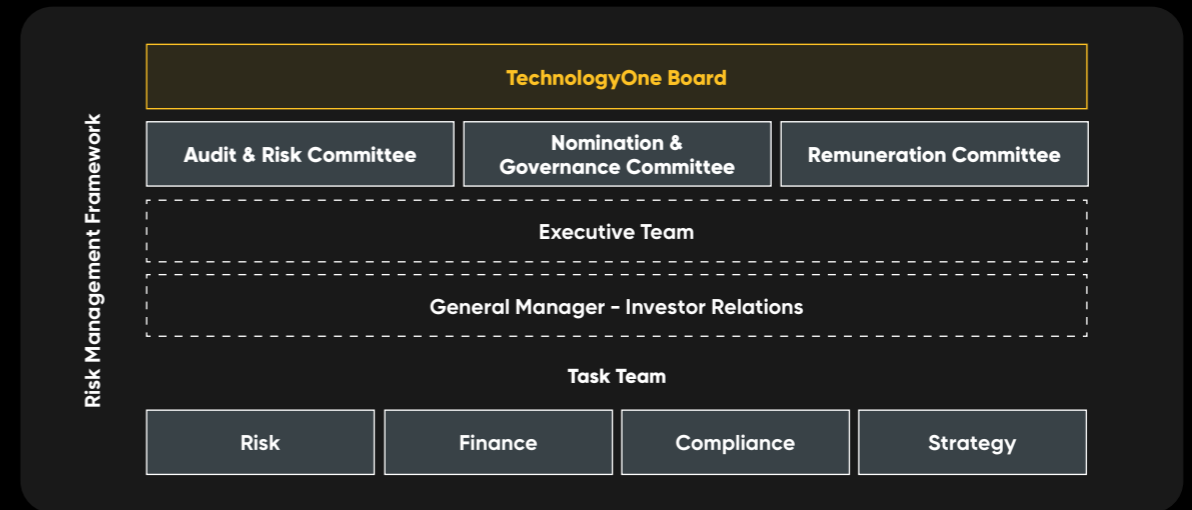 Risk Management Framework
TechnologyOne Board
Audit & Risk Committee
Nomination &
Governance Committee
Remuneration Committee
Executive Team
General Manager - Investor Relations
Task Team
Risk
Finance
Compliance
Strategy